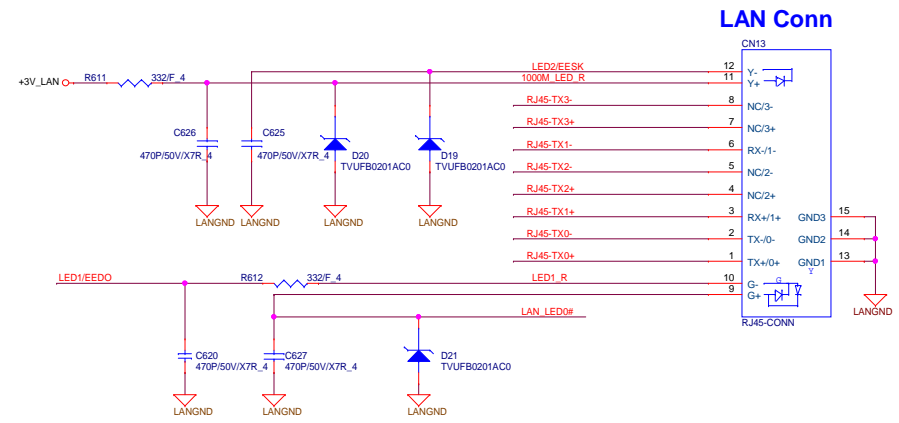 LAN Conn
CN13
LED2/EESK 12 Y-
+3V_LAN R611 332/F_4 1000M_LED_R 11 Y+
RJ45-TX3- 8 NC/3-
RJ45-TX3+ 7 NC/3+
C626 C625
470P/50V/X7R_4 470P/50V/X7R_4
D20 D19
TVUFB0201AC0 TVUFB0201AC0
RJ45-TX1- 6 RX-/1-
RJ45-TX2- 5 NC/2-
RJ45-TX2+ 4 NC/2+
RJ45-TX1+ 3 RX+/1+ GND3 15
LANGND LANGND LANGND LANGND
RJ45-TX0- 2 TX-/0- GND2 14
RJ45-TX0+ 1 TX+/0+ GND1 13
Y
LED1/EEDO R612 332/F_4 LED1_R 10 G- G
9 G+
LANGND
LAN_LED0#
RJ45-CONN
C620 C627 D21
470P/50V/X7R_4 470P/50V/X7R_4 TVUFB0201AC0
LANGND LANGND LANGND